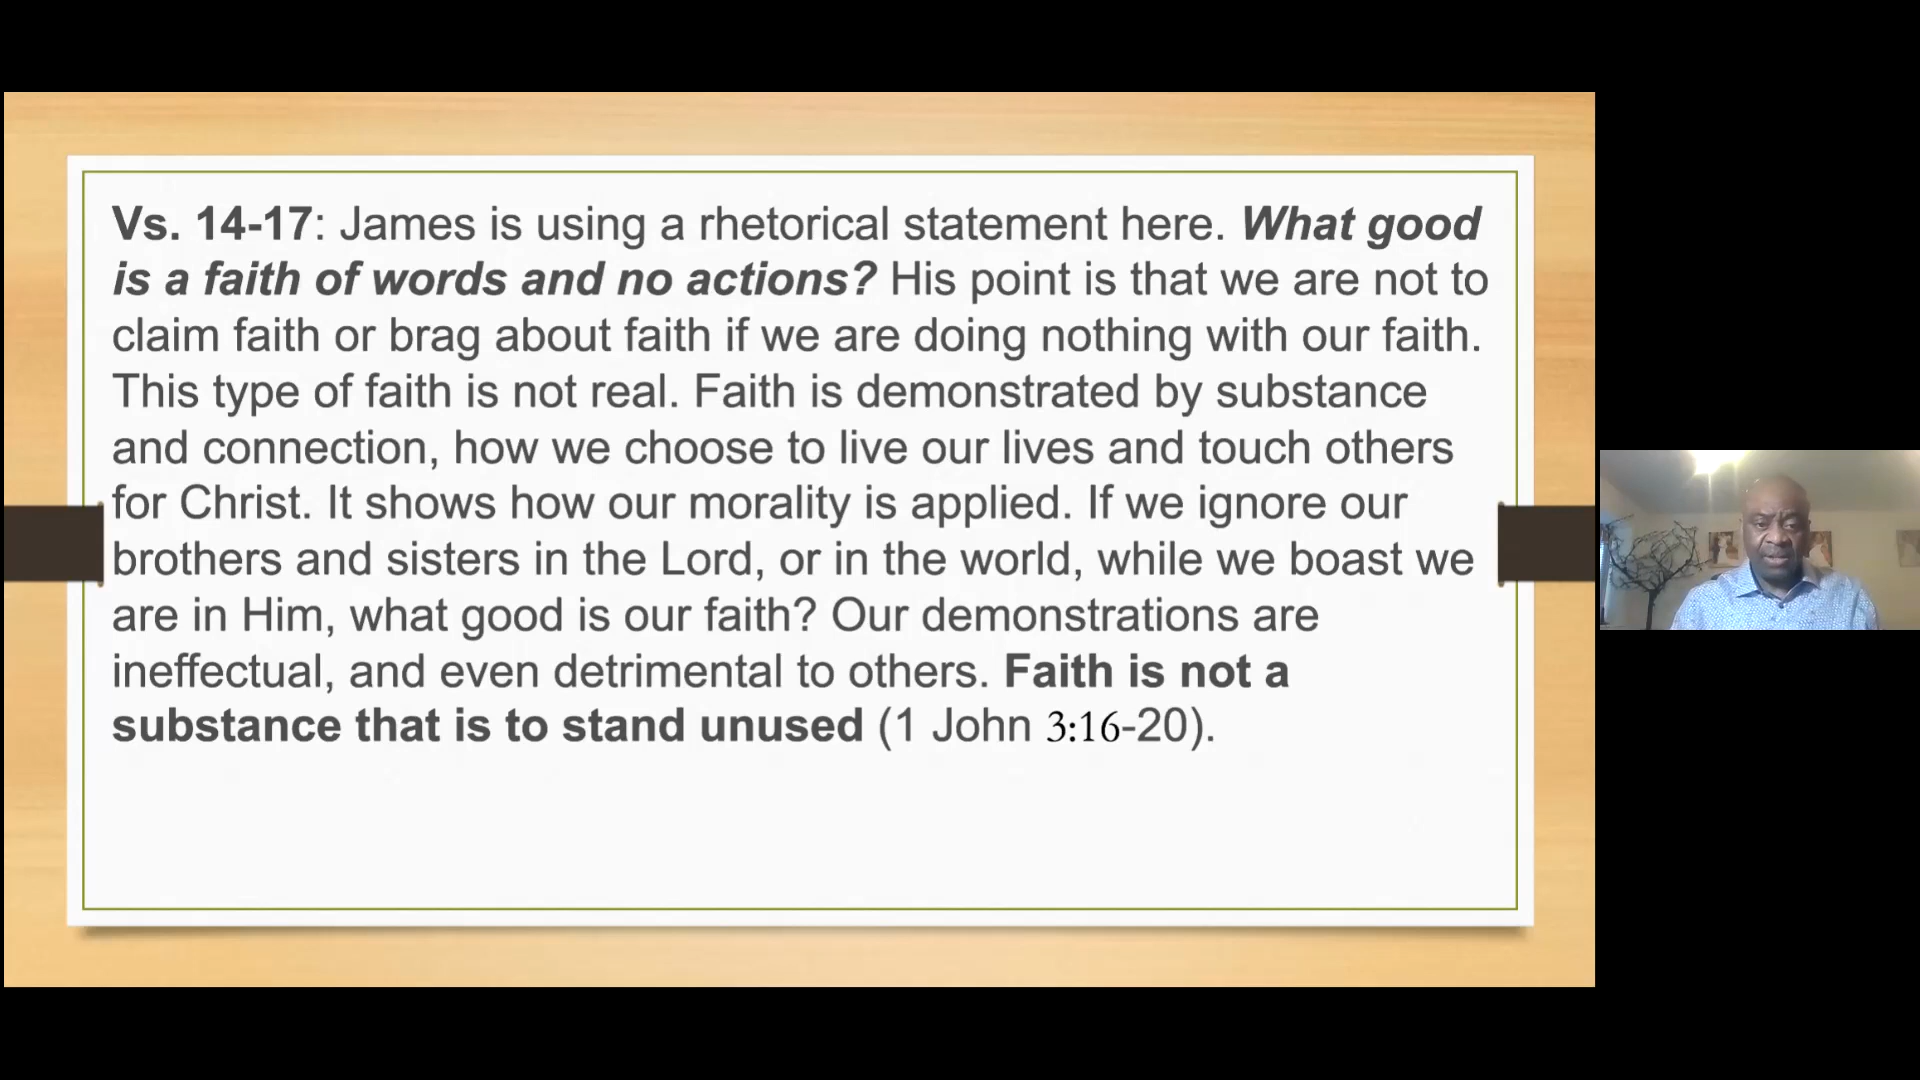 Vs. 14-17: James is using a rhetorical statement here. What good
is a faith of words and no actions? His point is that we are not to
claim faith or brag about faith if we are doing nothing with our faith.
This type of faith is not real. Faith is demonstrated by substance
and connection, how we choose to live our lives and touch others
for Christ. It shows how our morality is applied. If we ignore our
brothers and sisters in the Lord, or in the world, while we boast we
are in Him, what good is our faith? Our demonstrations are
ineffectual, and even detrimental to others. Faith is not a
substance that is to stand unused (1 John 3:16-20).